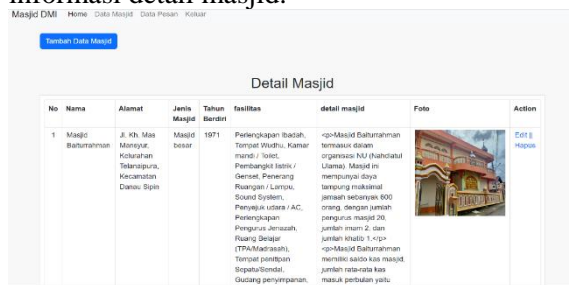 informasi detail masjid.
Masjid DMI Home Data Masjid Data Pesan Keluar
Tambah Data Masjid
Detail Masjid
No Nama Alamat Jenis Masjid Tahun Berdiri fasilitas detail masjid Foto Action
1
Masjid
Baiturrahman
Jl. Kh. Mas
Mansyur,
Kelurahan
Telanaipura,
Kecamatan
Danau Sipin
Masjid
besar
1971
Perlengkapan Ibadah,
Tempat Wudhu, Kamar
mandi / Toilet,
Pembangkit listrik /
Genset, Penerang
Ruangan / Lampu,
Sound System,
Penyejuk udara / AC,
Perlengkapan
Pengurus Jenazah,
Ruang Belajar
(TPA/Madrasah),
Tempat penitipan
Sepatu/Sendal,
Gudang penyimpanan,
<p>Masjid Baiturrahman
termasuk dalam
organisasi NU (Nahdlatul
Ulama). Masjid ini
mempunyai daya
tampung maksimal
jamaah sebanyak 600
orang, dengan jumlah
pengurus masjid 20,
jumlah imam 2, dan
jumlah khatib 1.</p>
<p>Masjid Baiturrahman
memiliki saldo kas masjid,
jumlah rata-rata kas
masuk perbulan yaitu
Edit ||
Hapus